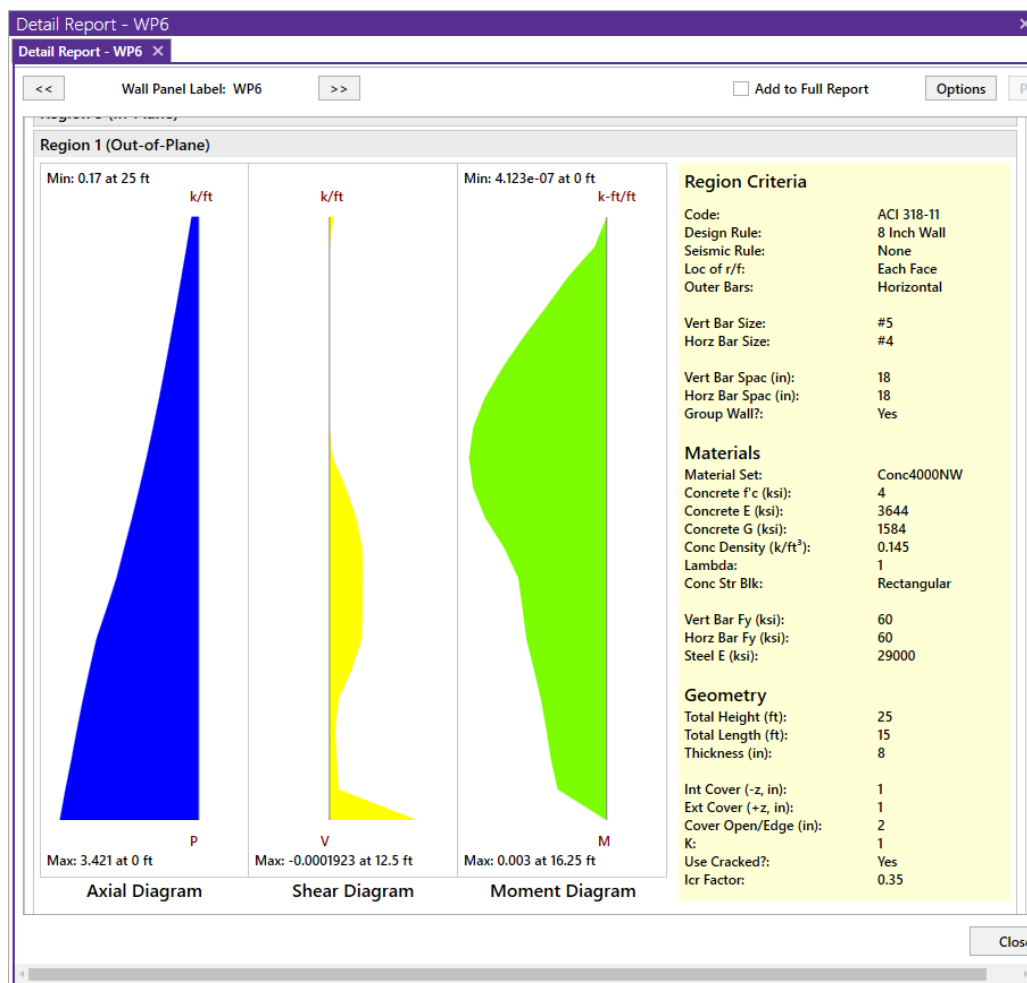 Detail Report - WP6
Detail Report - WP6
<< Wall Panel Label: WP6 >> Add to Full Report Options P
Region 1 (Out-of-Plane)
Min: 0.17 at 25 ft
k/ft
P
Max: 3.421 at 0 ft
Axial Diagram
k/ft
V
Max: -0.0001923 at 12.5 ft
Shear Diagram
Min: 4.123e-07 at 0 ft
k-ft/ft
M
Max: 0.003 at 16.25 ft
Moment Diagram
Region Criteria
Code: ACI 318-11
Design Rule: 8 Inch Wall
Seismic Rule: None
Loc of r/f: Each Face
Outer Bars: Horizontal
Vert Bar Size: #5
Horz Bar Size: #4
Vert Bar Spac (in): 18
Horz Bar Spac (in): 18
Group Wall?: Yes
Materials
Material Set: Conc4000NW
Concrete f'c (ksi): 4
Concrete E (ksi): 3644
Concrete G (ksi): 1584
Conc Density (k/ft³): 0.145
Lambda: 1
Conc Str Blk: Rectangular
Vert Bar Fy (ksi): 60
Horz Bar Fy (ksi): 60
Steel E (ksi): 29000
Geometry
Total Height (ft): 25
Total Length (ft): 15
Thickness (in): 8
Int Cover (-z, in): 1
Ext Cover (+z, in): 1
Cover Open/Edge (in): 2
K: 1
Use Cracked?: Yes
Icr Factor: 0.35
Close